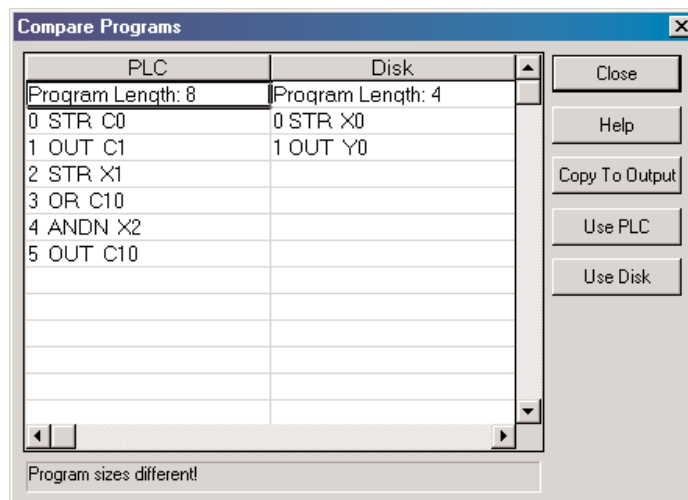 Compare Programs
PLC Disk
Program Length: 8 Program Length: 4
0 STR C0 0 STR X0
1 OUT C1 1 OUT Y0
2 STR X1
3 OR C10
4 ANDN X2
5 OUT C10
Close
Help
Copy To Output
Use PLC
Use Disk
Program sizes different!